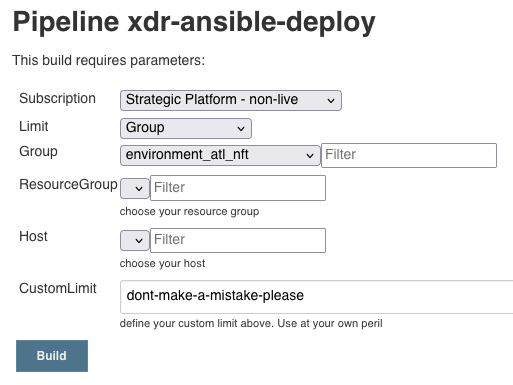 Pipeline xdr-ansible-deploy
This build requires parameters:
Subscription Strategic Platform - non-live
Limit Group
Group environment_atl_nft Filter
ResourceGroup Filter
choose your resource group
Host Filter
choose your host
CustomLimit dont-make-a-mistake-please
define your custom limit above. Use at your own peril
Build